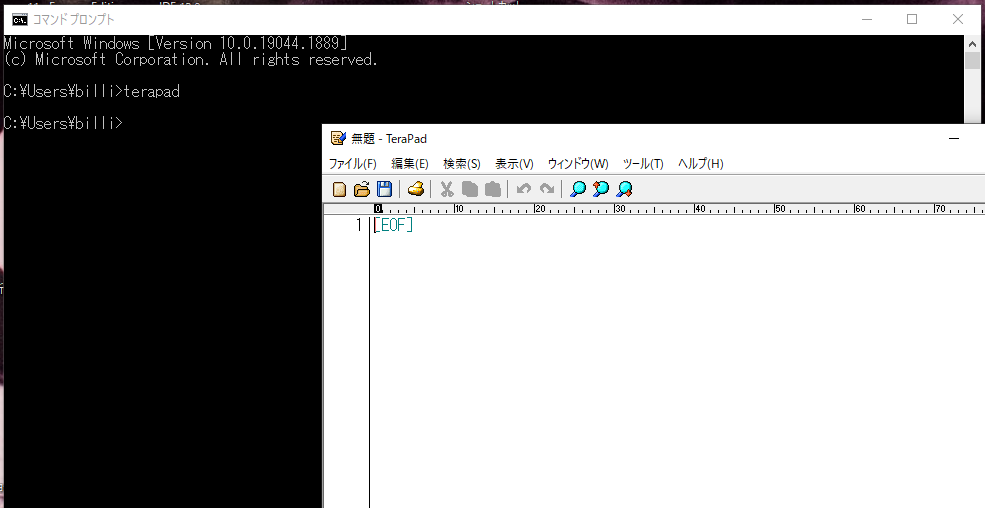 コマンド プロンプト
Microsoft Windows [Version 10.0.19044.1889]
(c) Microsoft Corporation. All rights reserved.
C:¥Users¥billi>terapad
C:¥Users¥billi>
無題 - TeraPad
ファイル(F) 編集(E) 検索(S) 表示(V) ウィンドウ(W) ツール(T) ヘルプ(H)
0 10 20 30 40 50 60 70
1 [EOF]